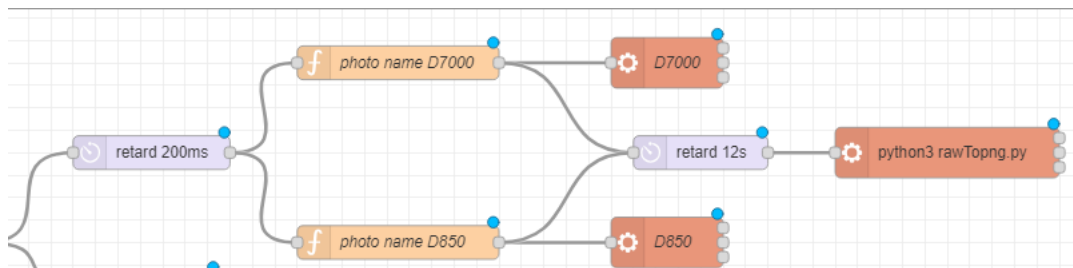 photo name D7000
D7000
retard 200ms
retard 12s
python3 rawTopng.py
photo name D850
D850